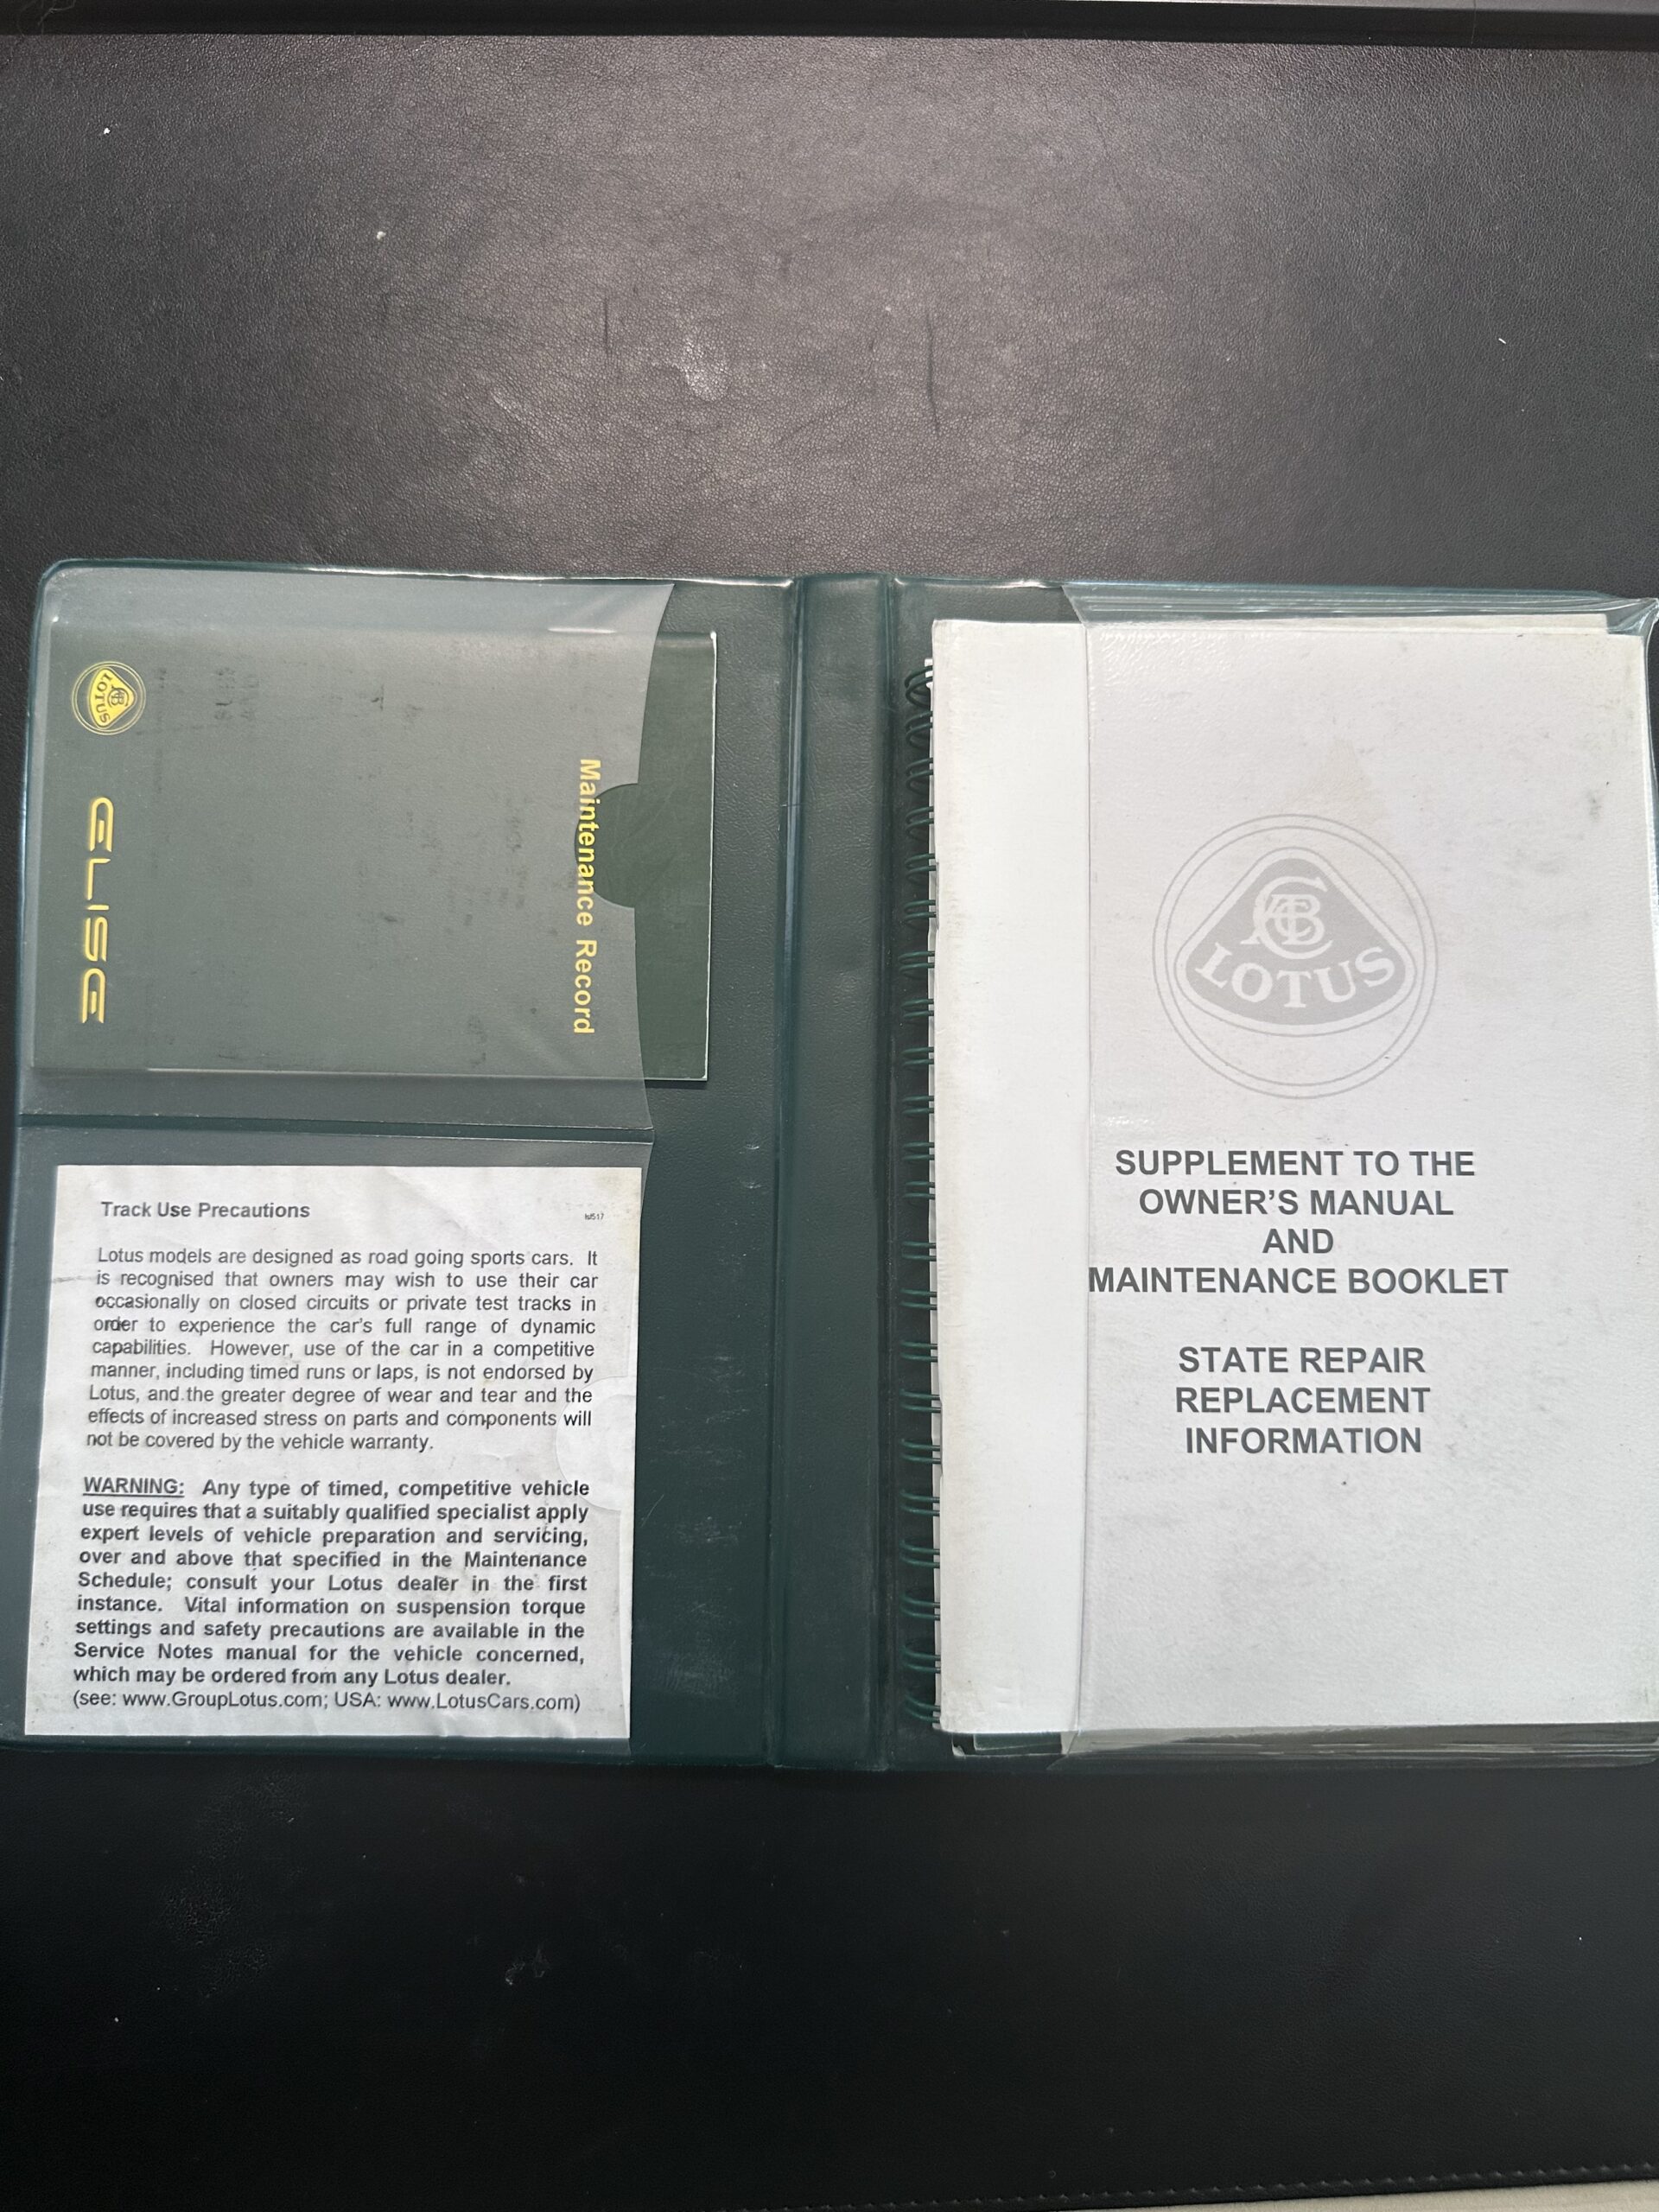 LOTUS
ELISE
Maintenance Record
Track Use Precautions
Lotus models are designed as road going sports cars. It
is recognised that owners may wish to use their car
occasionally on closed circuits or private test tracks in
order to experience the car's full range of dynamic
capabilities. However, use of the car in a competitive
manner, including timed runs or laps, is not endorsed by
Lotus, and the greater degree of wear and tear and the
effects of increased stress on parts and components will
not be covered by the vehicle warranty.
WARNING: Any type of timed, competitive vehicle
use requires that a suitably qualified specialist apply
expert levels of vehicle preparation and servicing,
over and above that specified in the Maintenance
Schedule; consult your Lotus dealer in the first
instance. Vital information on suspension torque
settings and safety precautions are available in the
Service Notes manual for the vehicle concerned,
which may be ordered from any Lotus dealer.
(see: www.GroupLotus.com; USA: www.LotusCars.com)
LOTUS
SUPPLEMENT TO THE
OWNER'S MANUAL
AND
MAINTENANCE BOOKLET
STATE REPAIR
REPLACEMENT
INFORMATION